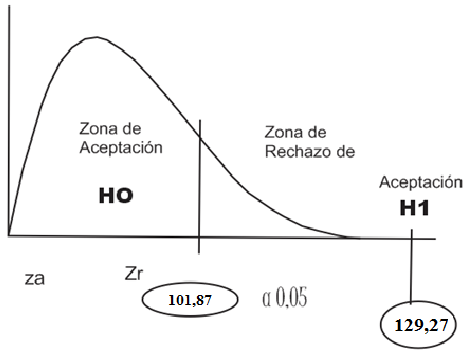 Zona de
Aceptación
HO
Zona de
Rechazo de
Aceptación
H1
za
Zr
101,87
α 0,05
129,27